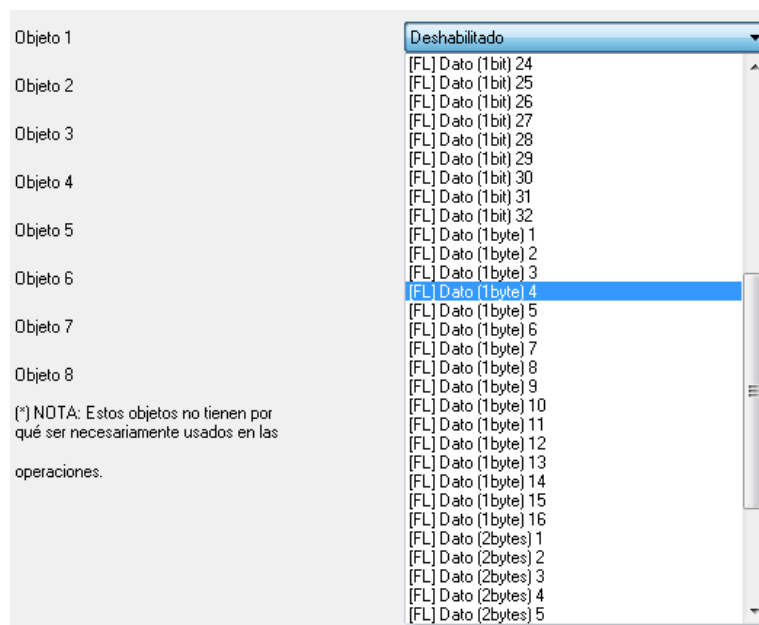 Objeto 1
Objeto 2
Objeto 3
Objeto 4
Objeto 5
Objeto 6
Objeto 7
Objeto 8
(*) NOTA: Estos objetos no tienen por
qué ser necesariamente usados en las
operaciones.
Deshabilitado
[FL] Dato (1bit) 24
[FL] Dato (1bit) 25
[FL] Dato (1bit) 26
[FL] Dato (1bit) 27
[FL] Dato (1bit) 28
[FL] Dato (1bit) 29
[FL] Dato (1bit) 30
[FL] Dato (1bit) 31
[FL] Dato (1bit) 32
[FL] Dato (1byte) 1
[FL] Dato (1byte) 2
[FL] Dato (1byte) 3
[FL] Dato (1byte) 4
[FL] Dato (1byte) 5
[FL] Dato (1byte) 6
[FL] Dato (1byte) 7
[FL] Dato (1byte) 8
[FL] Dato (1byte) 9
[FL] Dato (1byte) 10
[FL] Dato (1byte) 11
[FL] Dato (1byte) 12
[FL] Dato (1byte) 13
[FL] Dato (1byte) 14
[FL] Dato (1byte) 15
[FL] Dato (1byte) 16
[FL] Dato (2bytes) 1
[FL] Dato (2bytes) 2
[FL] Dato (2bytes) 3
[FL] Dato (2bytes) 4
[FL] Dato (2bytes) 5